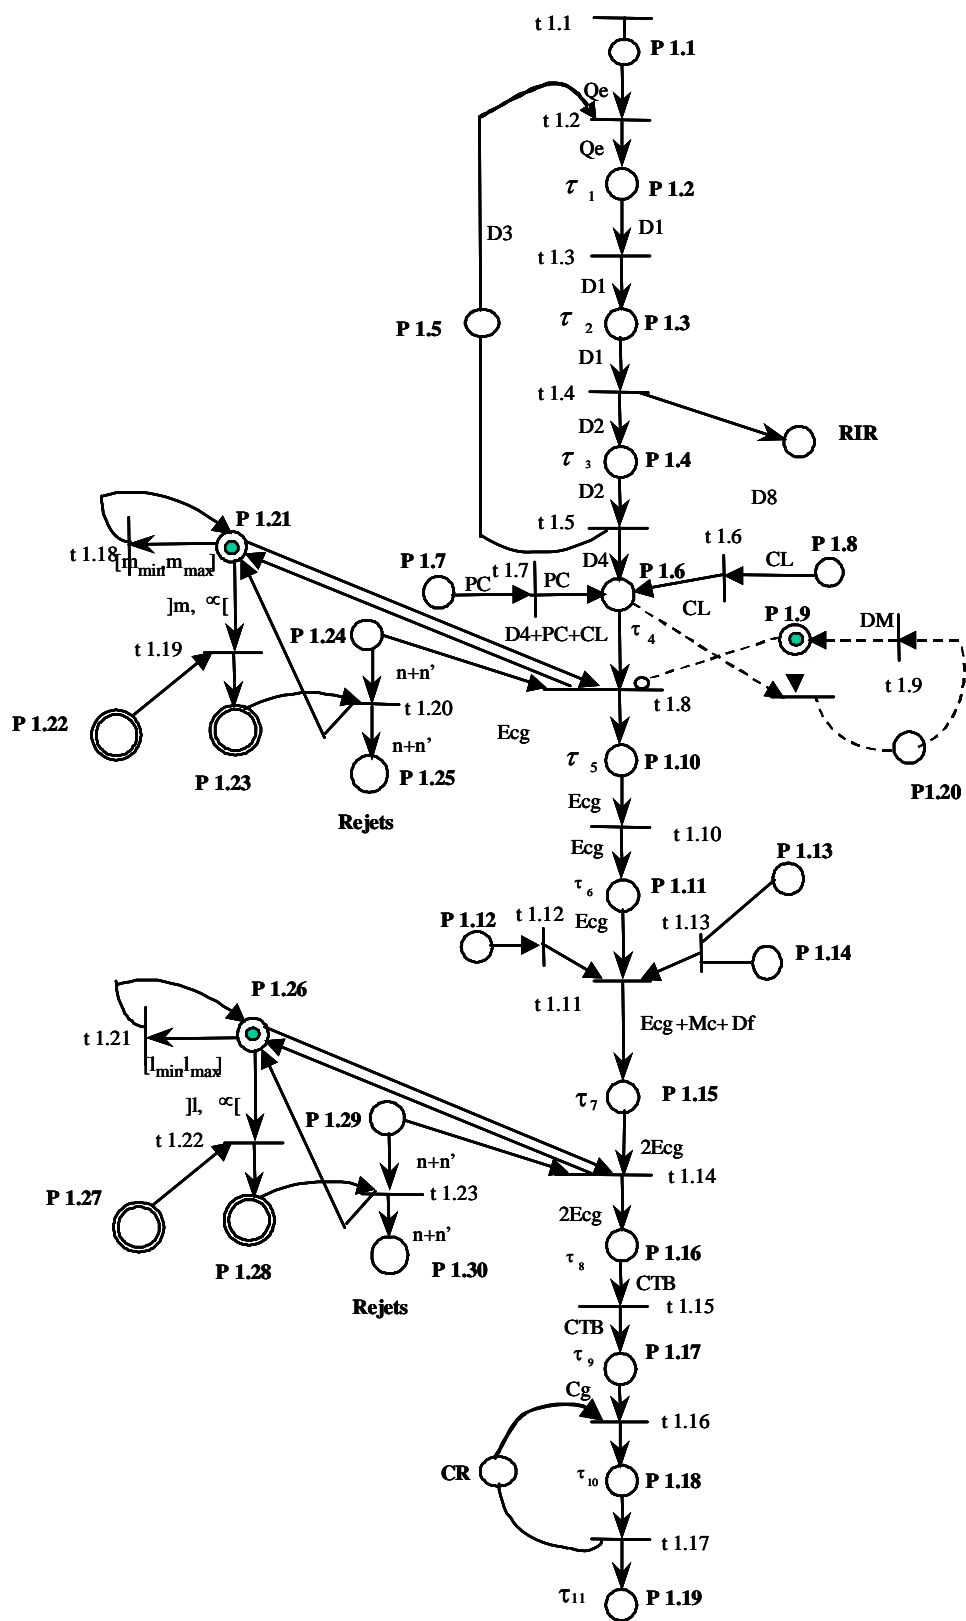 t 1.1
P 1.1
Qe
t 1.2
Qe
τ 1
P 1.2
D1
D3
t 1.3
D1
P 1.5
τ 2
P 1.3
D1
t 1.4
D2
RIR
τ 3
P 1.4
D2
D8
P 1.21
t 1.5
t 1.6
P 1.8
t 1.18
[m min, m max]
P 1.7
t 1.7
D4
P 1.6
CL
PC
PC
CL
]m, ∝[
P 1.9
DM
P 1.24
D4+PC+CL
τ 4
t 1.19
n+n'
t 1.9
t 1.8
P 1.22
t 1.20
Ecg
n+n'
P 1.23
P 1.25
τ 5
P 1.10
P1.20
Rejets
Ecg
t 1.10
Ecg
P 1.13
τ 6
P 1.11
P 1.12
t 1.12
Ecg
t 1.13
P 1.14
P 1.26
t 1.11
t 1.21
Ecg +Mc+ Df
[l min, l max]
]l, ∝[
P 1.29
τ 7
P 1.15
t 1.22
2Ecg
n+n'
t 1.14
P 1.27
t 1.23
2Ecg
n+n'
P 1.28
P 1.30
τ 8
P 1.16
CTB
Rejets
t 1.15
CTB
τ 9
P 1.17
Cg
t 1.16
CR
τ 10
P 1.18
t 1.17
τ 11
P 1.19